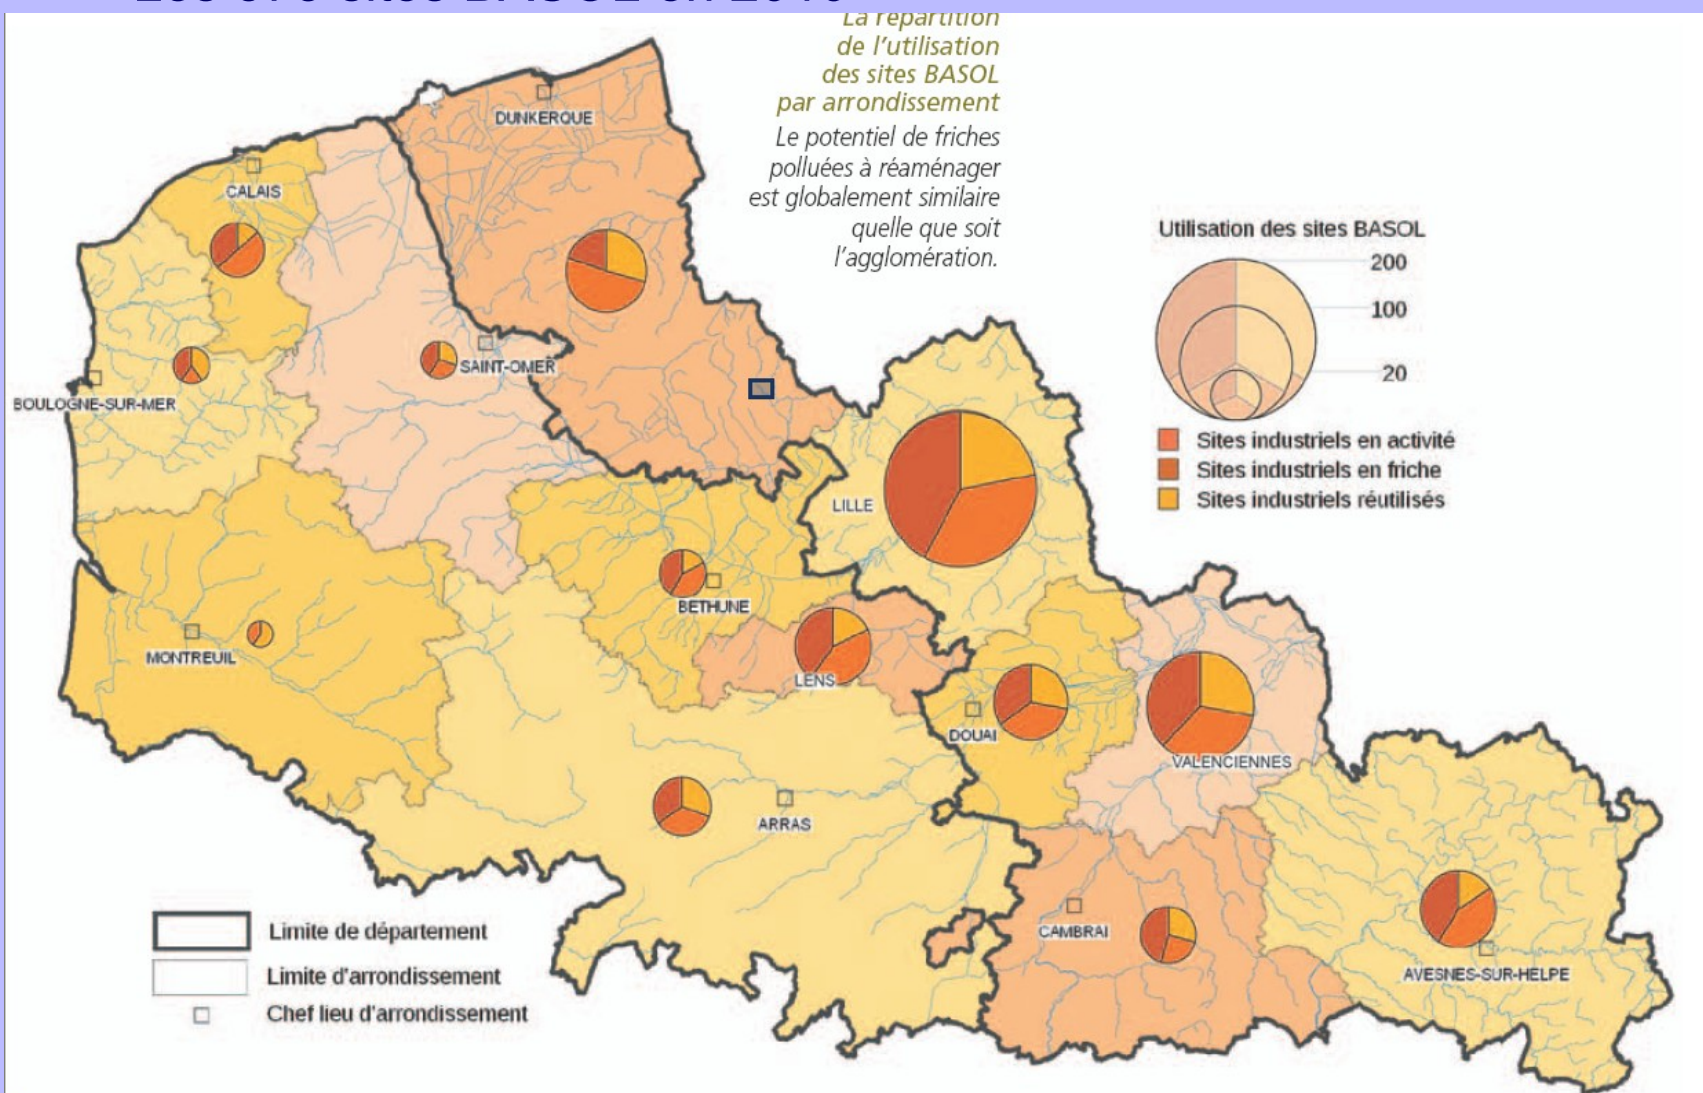 La répartition
de l'utilisation
des sites BASOL
par arrondissement
Le potentiel de friches
polluées à réaménager
est globalement similaire
quelle que soit
l'agglomération.
DUNKERQUE
CALAIS
SAINT-OMER
BOULOGNE-SUR-MER
LILLE
BETHUNE
MONTREUIL
LENS
DOUAI
VALENCIENNES
ARRAS
CAMBRAI
AVESNES-SUR-HELPE
Utilisation des sites BASOL
200
100
20
Sites industriels en activité
Sites industriels en friche
Sites industriels réutilisés
Limite de département
Limite d'arrondissement
Chef lieu d'arrondissement